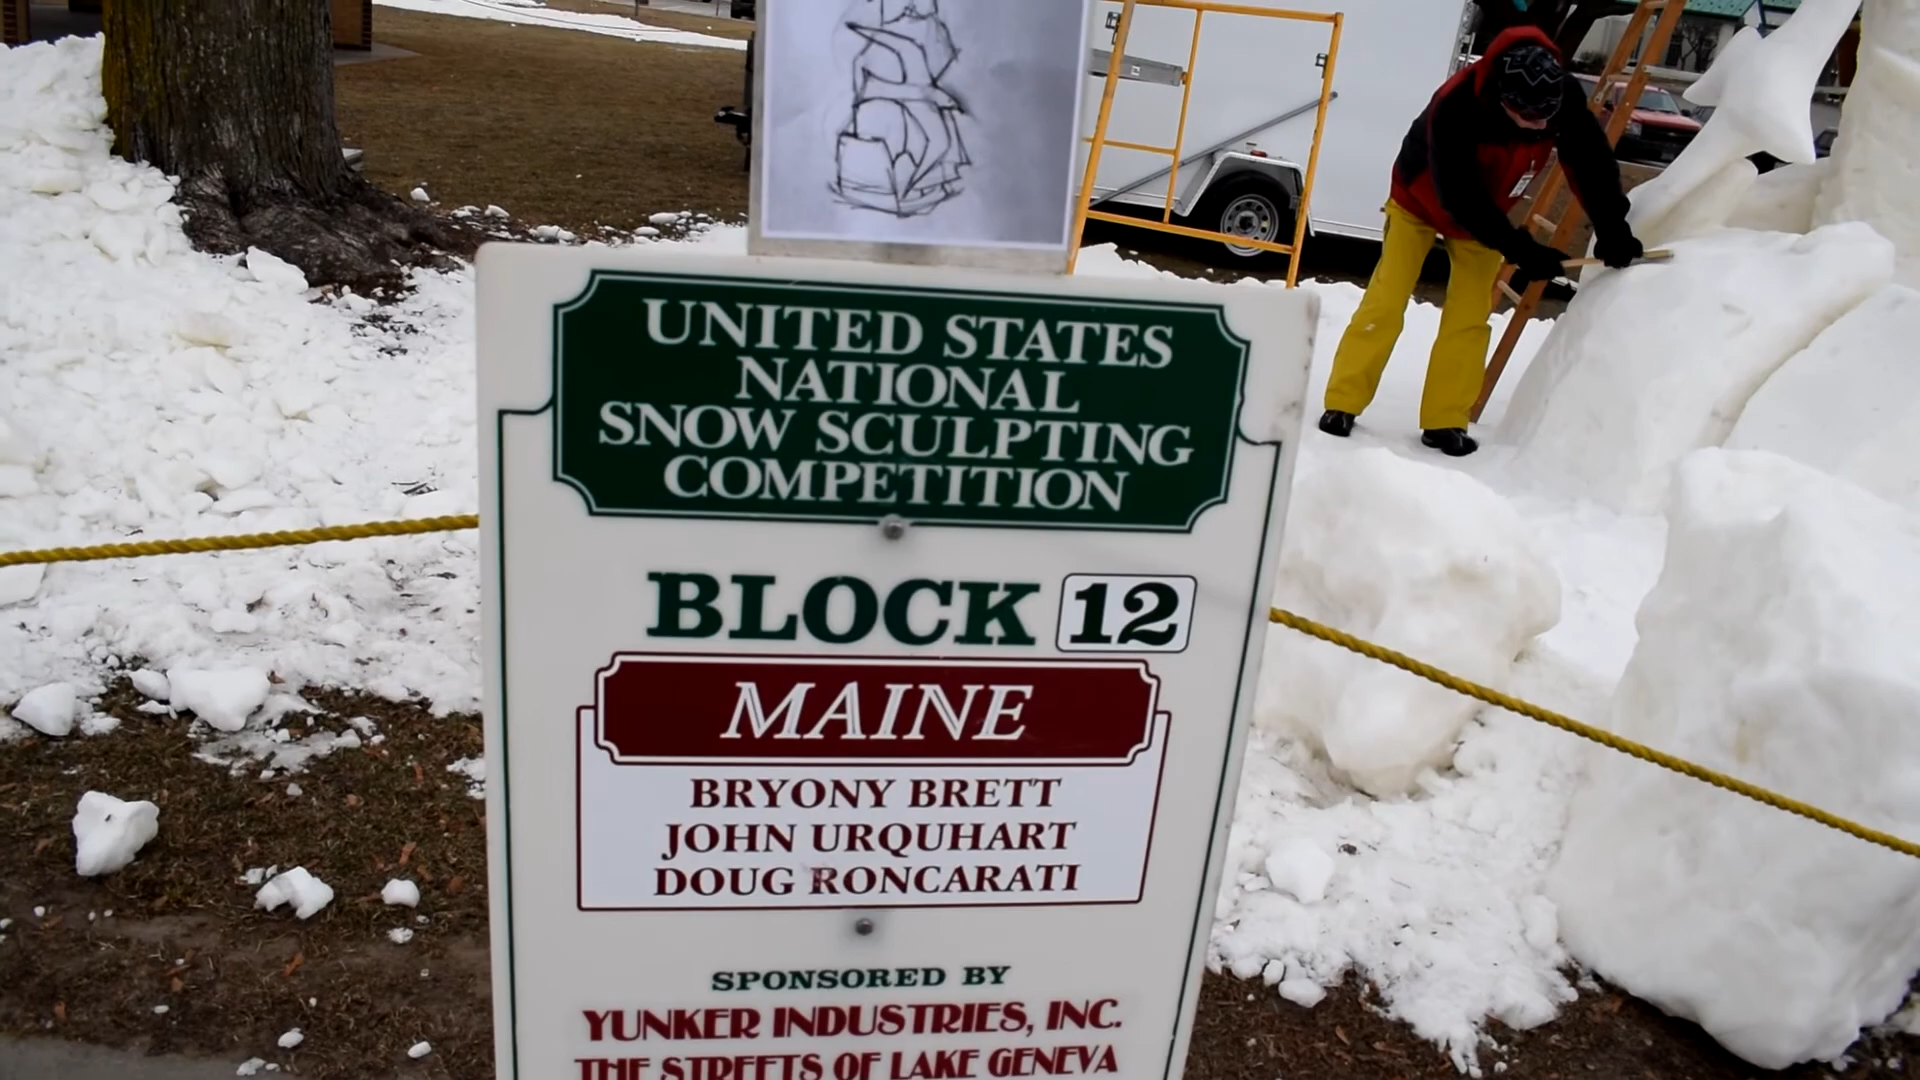 UNITED STATES
NATIONAL
SNOW SCULPTING
COMPETITION
BLOCK 12
MAINE
BRYONY BRETT
JOHN URQUHART
DOUG RONCARATI
SPONSORED BY
YUNKER INDUSTRIES, INC.
THE STREETS OF LAKE GENEVA